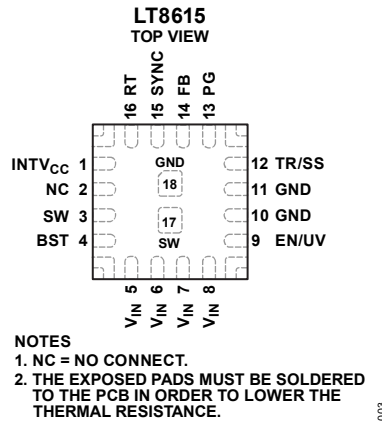 LT8615
TOP VIEW
16 RT
15 SYNC
14 FB
13 PG
INTVCC 1
NC 2
SW 3
BST 4
GND
18
17
SW
12 TR/SS
11 GND
10 GND
9 EN/UV
VIN 5
VIN 6
VIN 7
VIN 8
NOTES
1. NC = NO CONNECT.
2. THE EXPOSED PADS MUST BE SOLDERED
TO THE PCB IN ORDER TO LOWER THE
THERMAL RESISTANCE.
003